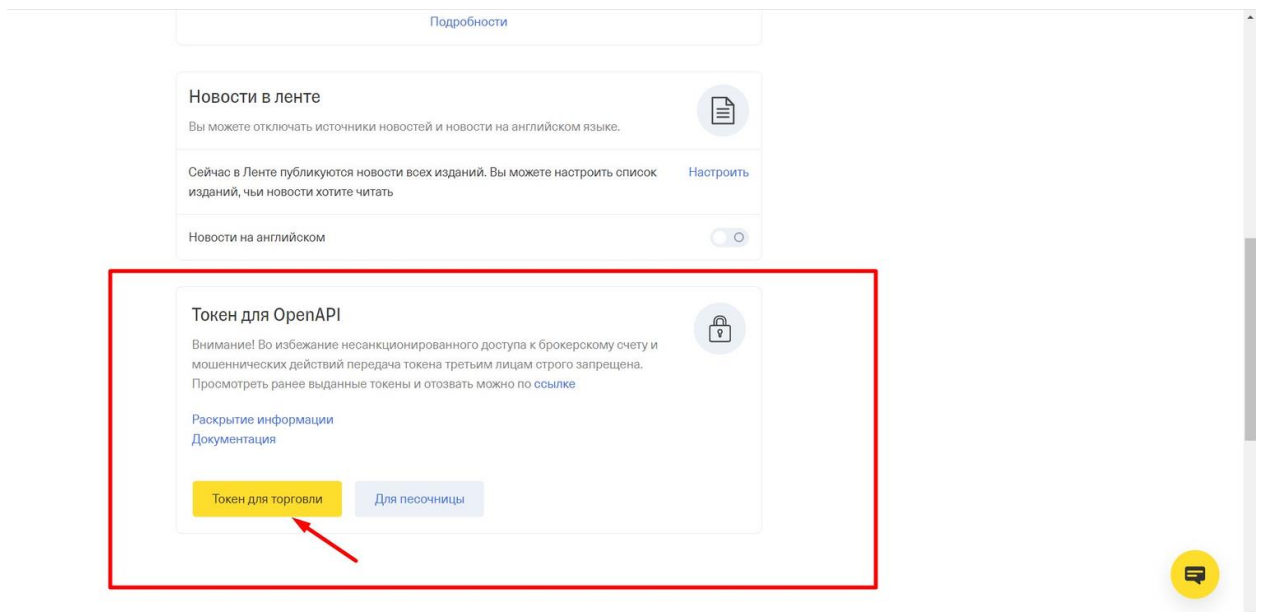 Подробности
Новости в ленте
Вы можете отключать источники новостей и новости на английском языке.
Сейчас в Ленте публикуются новости всех изданий. Вы можете настроить список
изданий, чьи новости хотите читать
Настроить
Новости на английском
Токен для OpenAPI
Внимание! Во избежание несанкционированного доступа к брокерскому счету и
мошеннических действий передача токена третьим лицам строго запрещена.
Просмотреть ранее выданные токены и отозвать можно по ссылке
Раскрытие информации
Документация
Токен для торговли
Для песочницы